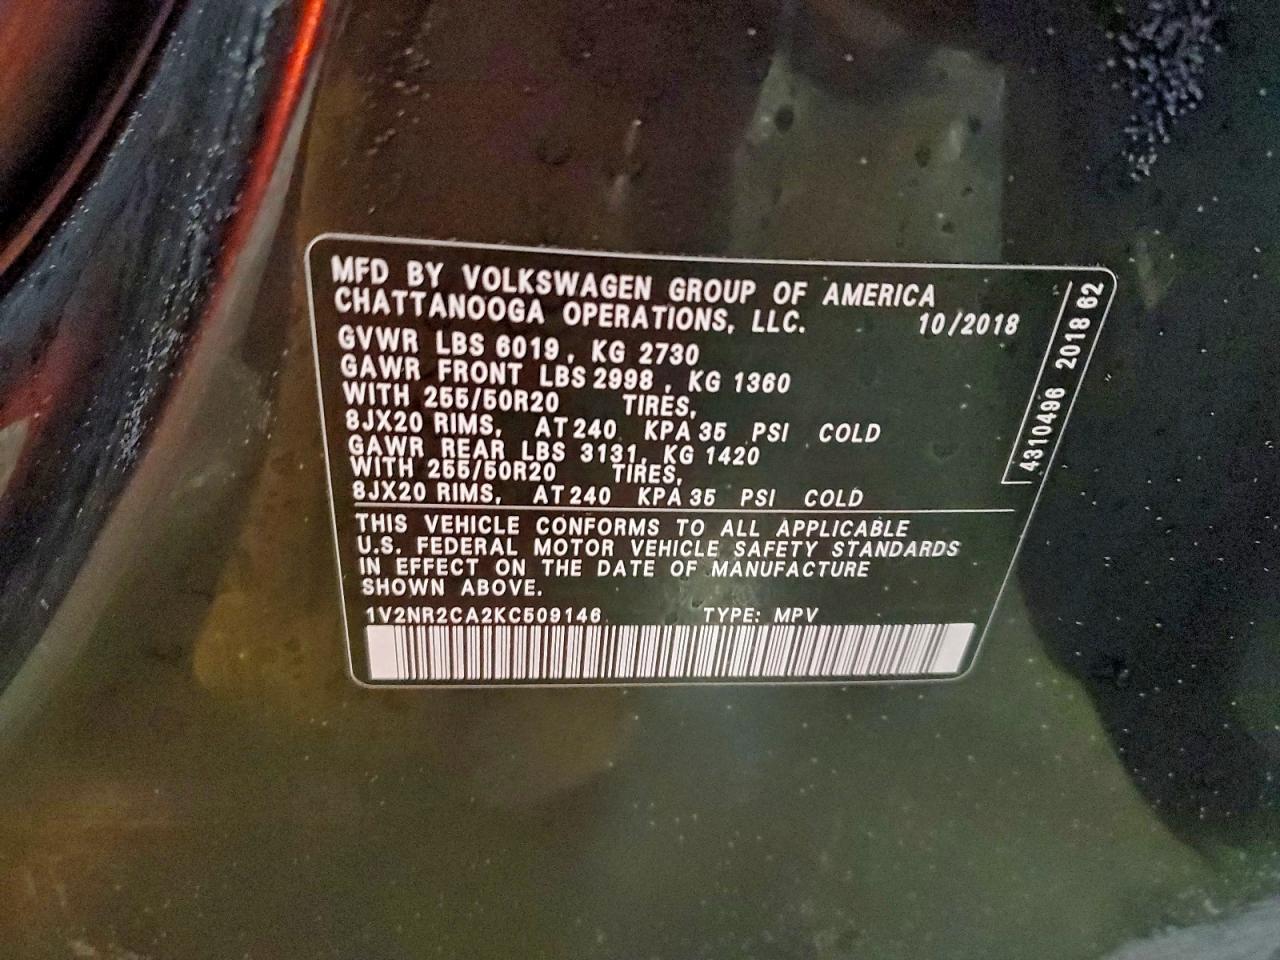 MFD BY VOLKSWAGEN GROUP OF AMERICA
CHATTANOOGA OPERATIONS, LLC. 10/2018
GVWR LBS 6019, KG 2730
GAWR FRONT LBS 2998, KG 1360
WITH 255/50R20 TIRES,
8JX20 RIMS, AT 240 KPA 35 PSI COLD
GAWR REAR LBS 3131, KG 1420
WITH 255/50R20 TIRES,
8JX20 RIMS, AT 240 KPA 35 PSI COLD
THIS VEHICLE CONFORMS TO ALL APPLICABLE
U.S. FEDERAL MOTOR VEHICLE SAFETY STANDARDS
IN EFFECT ON THE DATE OF MANUFACTURE
SHOWN ABOVE.
1V2NR2CA2KC509146 TYPE: MPV
4310496 2018 62